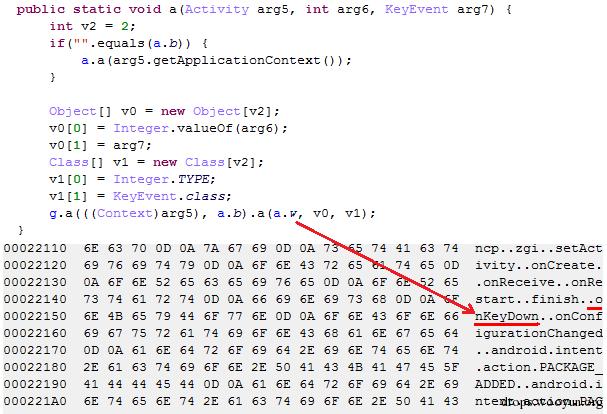 public static void a(Activity arg5, int arg6, KeyEvent arg7) {
int v2 = 2;
if("".equals(a.b)) {
a.a(arg5.getApplicationContext());
}
Object[] v0 = new Object[v2];
v0[0] = Integer.valueOf(arg6);
v0[1] = arg7;
Class[] v1 = new Class[v2];
v1[0] = Integer.TYPE;
v1[1] = KeyEvent.class;
g.a(((Context)arg5), a.b).a(a.w, v0, v1);
}
00022110 6E 63 70 0D 0A 7A 67 69 0D 0A 73 65 74 41 63 74 ncp..zgi..setAct
00022120 69 76 69 74 79 0D 0A 6F 6E 43 72 65 61 74 65 0D ivity..onCreate.
00022130 0A 6F 6E 52 65 63 65 69 76 65 0D 0A 6F 6E 52 65 .onReceive..onRe
00022140 73 74 61 72 74 0D 0A 66 69 6E 69 73 68 0D 0A 6F start..finish..o
00022150 6E 4B 65 79 44 6F 77 6E 0D 0A 6F 6E 43 6F 6E 66 nKeyDown..onConf
00022160 69 67 75 72 61 74 69 6F 6E 43 68 61 6E 67 65 64 igurationChanged
00022170 0D 0A 61 6E 64 72 6F 69 64 2E 69 6E 74 65 6E 74 ..android.intent
00022180 2E 61 63 74 69 6F 6E 2E 50 41 43 4B 41 47 45 5F .action.PACKAGE_
00022190 41 44 44 45 44 0D 0A 61 6E 64 72 6F 69 64 2E 69 ADDED..android.i
000221A0 6E 74 65 6E 74 2E 61 63 74 69 6F 6E 2E 50 41 43 ntent.action.PAC
drops.wooyun.org